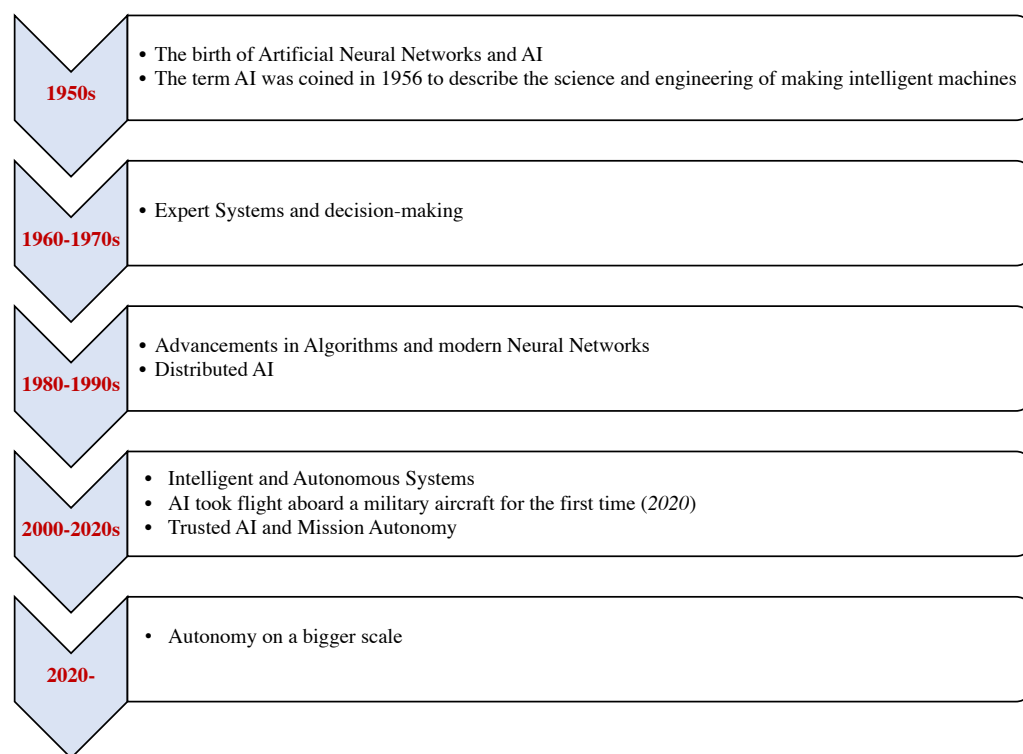 1950s
• The birth of Artificial Neural Networks and AI
• The term AI was coined in 1956 to describe the science and engineering of making intelligent machines
1960-1970s
• Expert Systems and decision-making
1980-1990s
• Advancements in Algorithms and modern Neural Networks
• Distributed AI
2000-2020s
• Intelligent and Autonomous Systems
• AI took flight aboard a military aircraft for the first time (2020)
• Trusted AI and Mission Autonomy
2020-
• Autonomy on a bigger scale